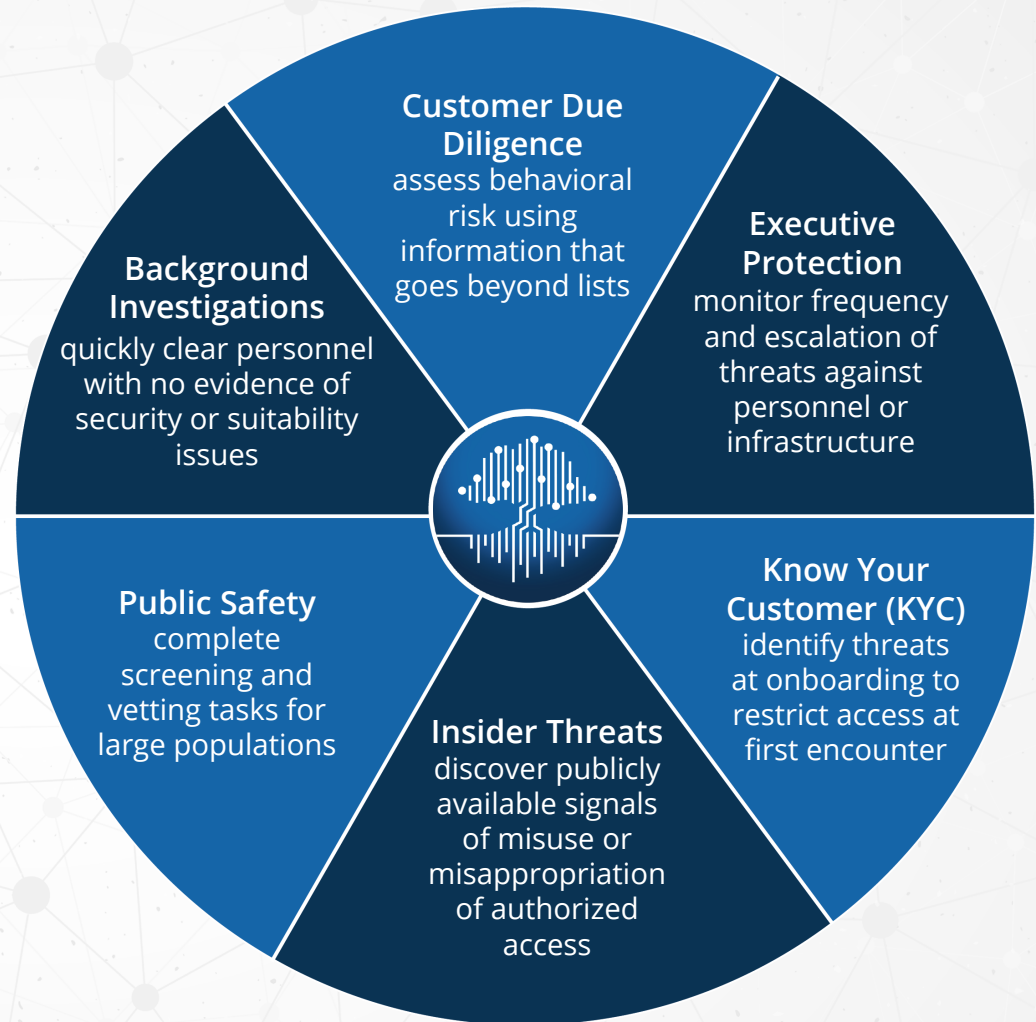 Customer Due
Diligence
assess behavioral
risk using
information that
goes beyond lists
Executive
Protection
monitor frequency
and escalation of
threats against
personnel or
infrastructure
Know Your
Customer (KYC)
identify threats
at onboarding to
restrict access at
first encounter
Insider Threats
discover publicly
available signals
of misuse or
misappropriation
of authorized
access
Public Safety
complete
screening and
vetting tasks for
large populations
Background
Investigations
quickly clear personnel
with no evidence of
security or suitability
issues